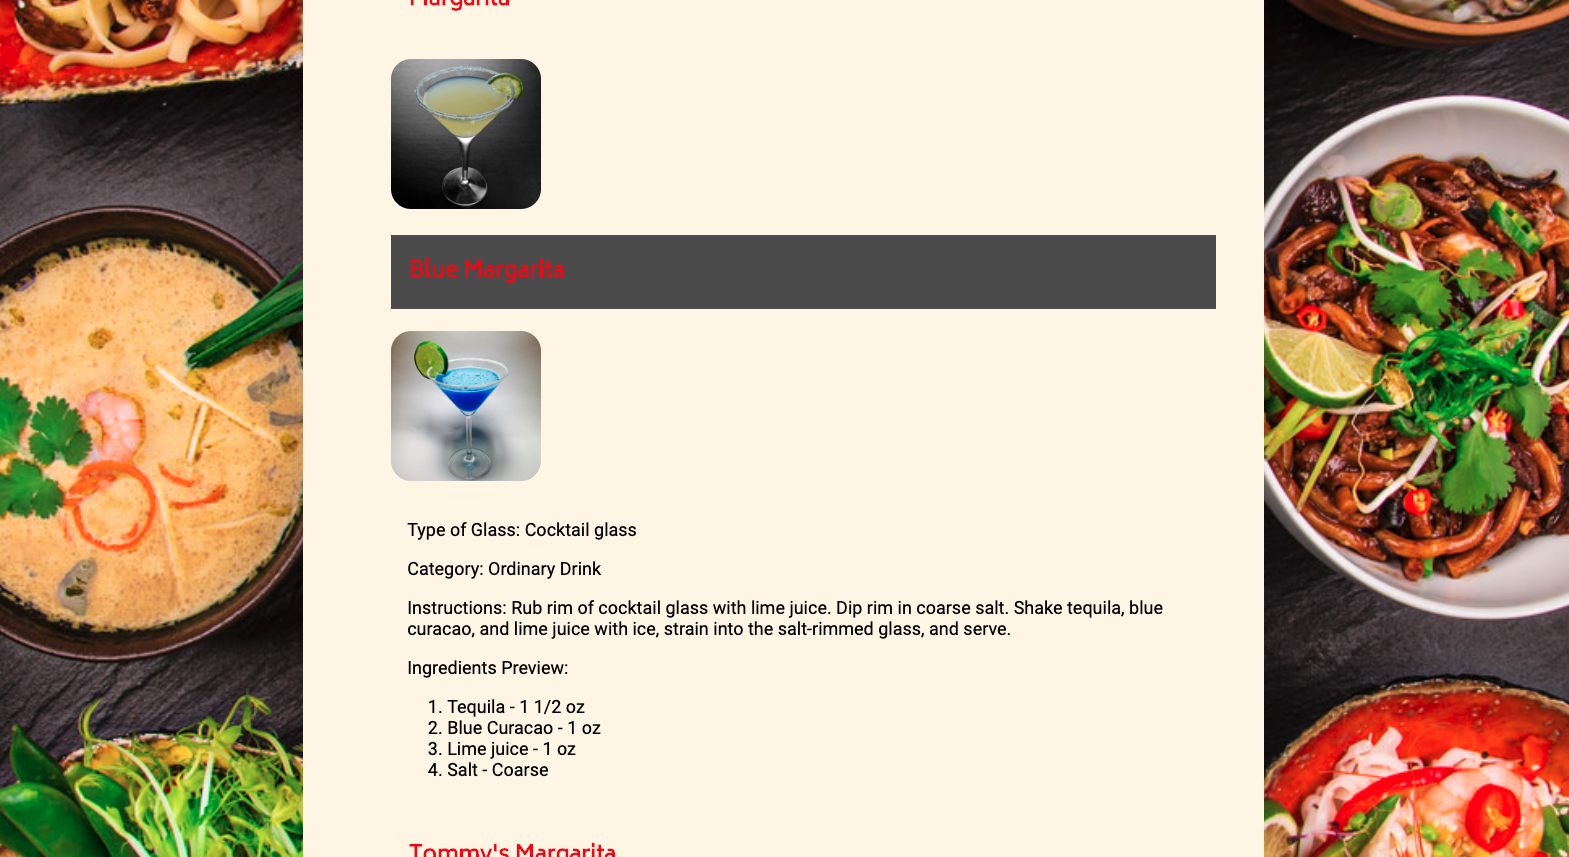 Margarita
Blue Margarita
Type of Glass: Cocktail glass
Category: Ordinary Drink
Instructions: Rub rim of cocktail glass with lime juice. Dip rim in coarse salt. Shake tequila, blue
curacao, and lime juice with ice, strain into the salt-rimmed glass, and serve.
Ingredients Preview:
1. Tequila - 1 1/2 oz
2. Blue Curacao - 1 oz
3. Lime juice - 1 oz
4. Salt - Coarse
Tommy's Margarita